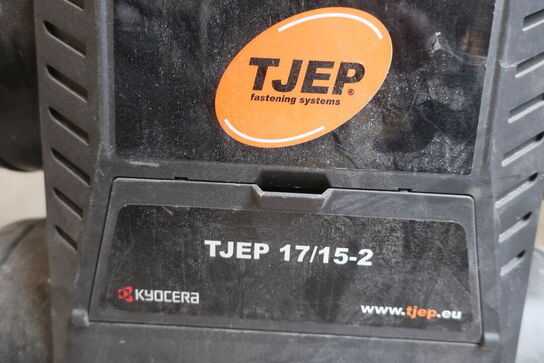 TJEP®
fastening systems
TJEP 17/15-2
KYOCERA
www.tjep.eu